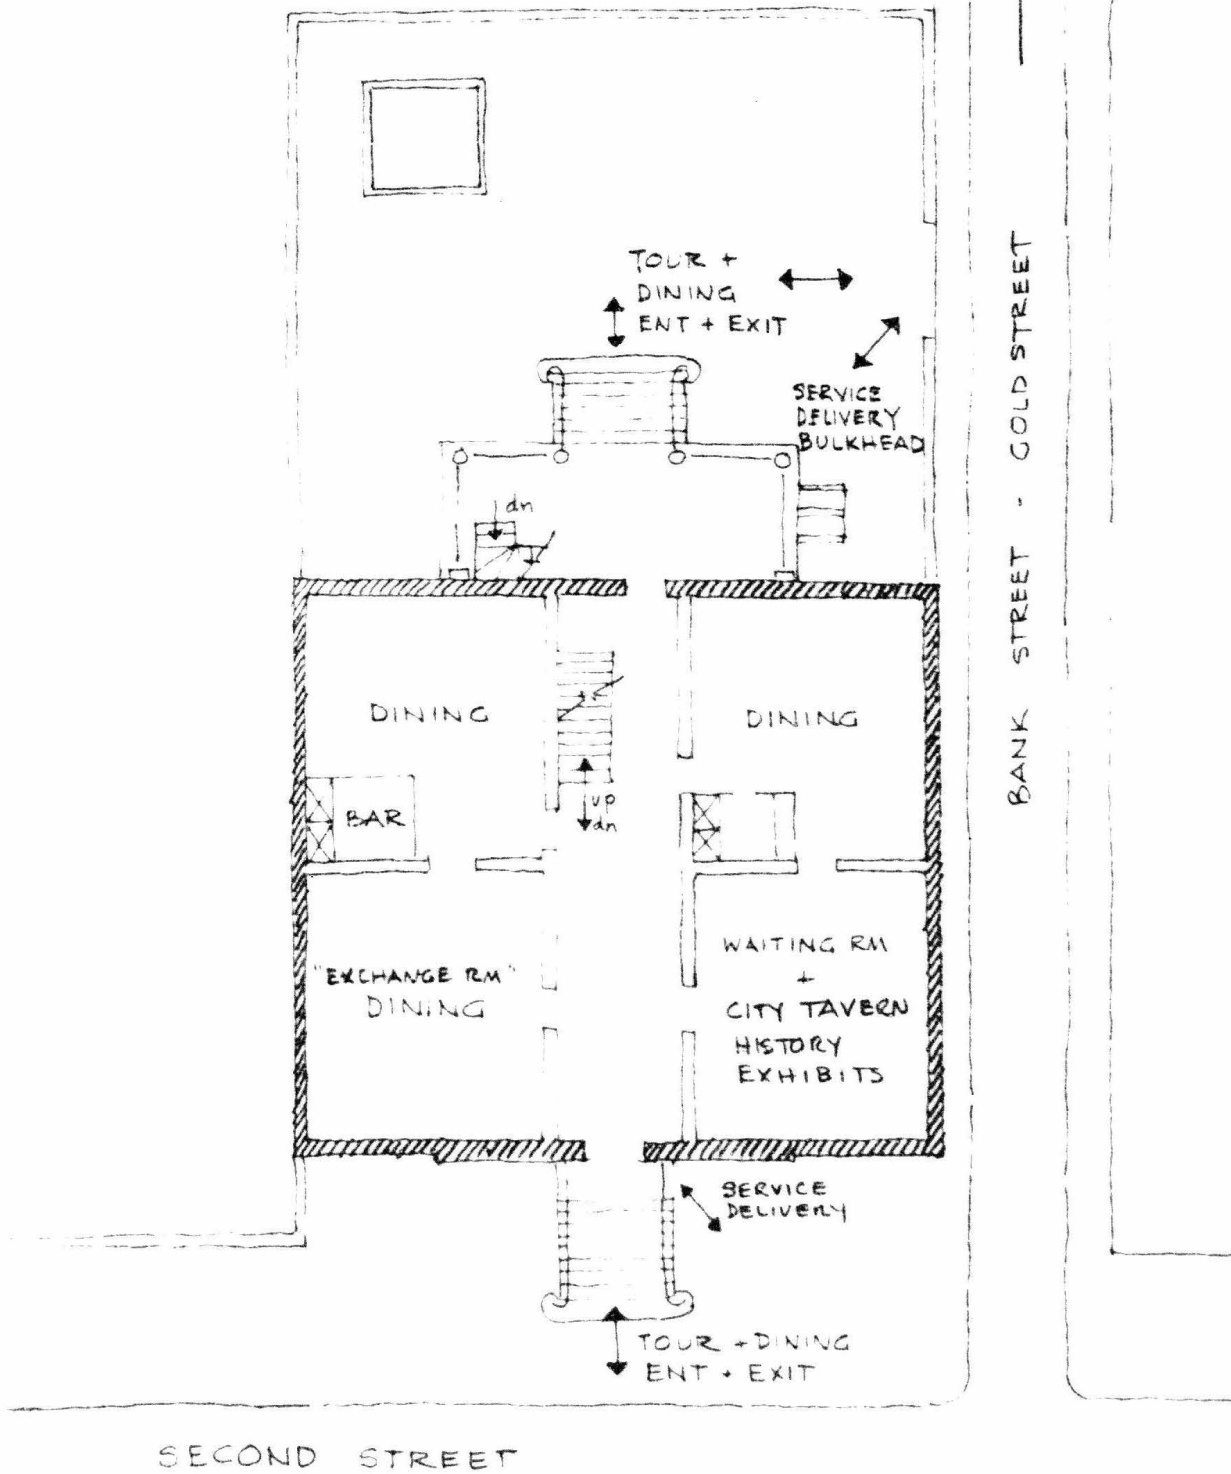 TOUR +
DINING
ENT + EXIT
SERVICE
DELIVERY
BULKHEAD
dn
DINING
DINING
BAR
up
dn
"EXCHANGE RM"
DINING
WAITING RM
+
CITY TAVERN
HISTORY
EXHIBITS
SERVICE
DELIVERY
TOUR + DINING
ENT + EXIT
SECOND STREET
BANK STREET - GOLD STREET